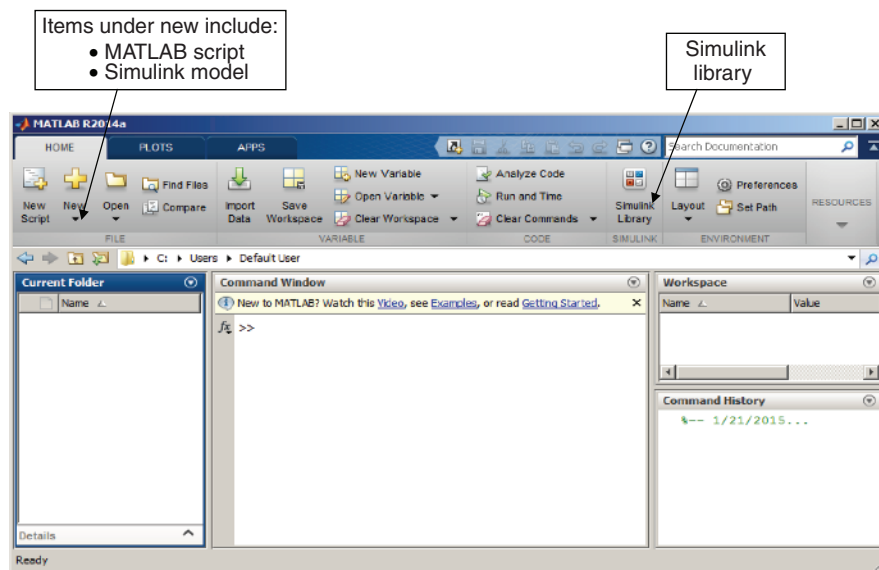 Items under new include:
• MATLAB script
• Simulink model
Simulink
library
MATLAB R2014a
HOME PLOTS APPS Search Documentation
New Script New Open Find Files Compare
FILE
Import Data Save Workspace New Variable Open Variable Clear Workspace
VARIABLE
Analyze Code Run and Time Clear Commands
CODE
Simulink Library
SIMULINK
Layout Preferences Set Path
ENVIRONMENT
RESOURCES
C: Users Default User
Current Folder
Name
Details
Command Window
New to MATLAB? Watch this Video, see Examples, or read Getting Started.
fx >>
Workspace
Name Value
Command History
%-- 1/21/2015...
Ready